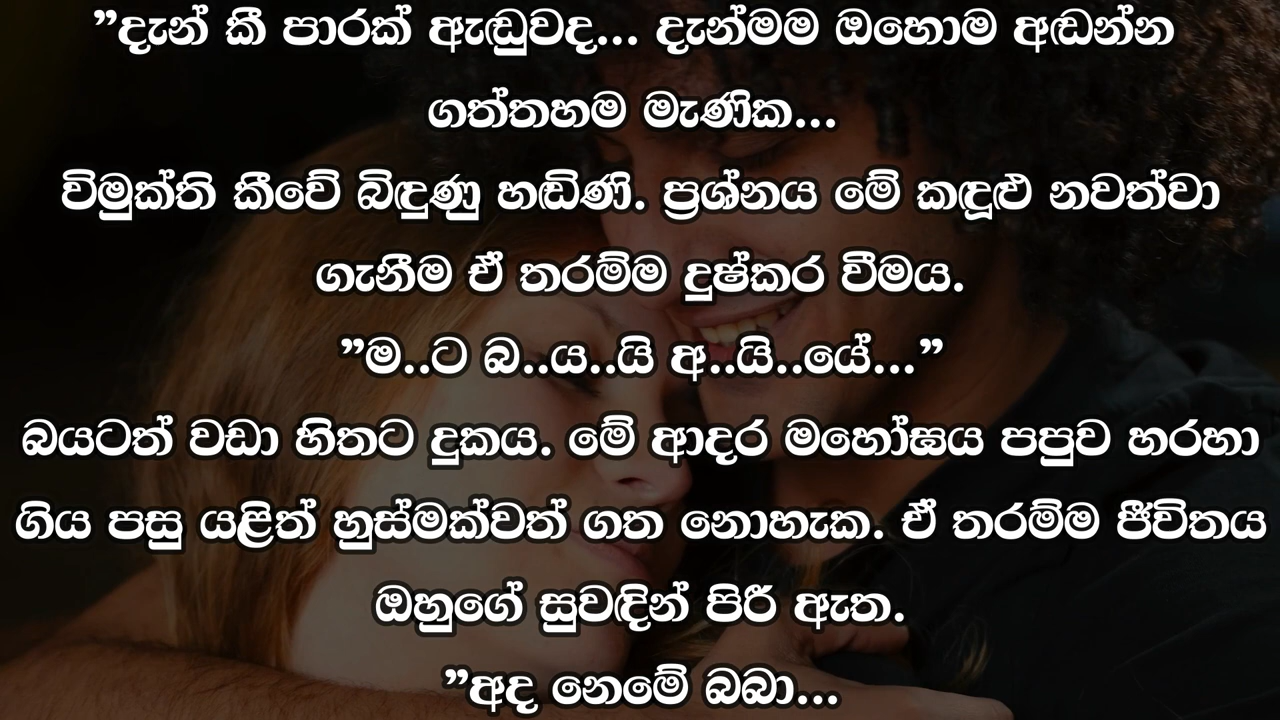 ”දැන් කී පාරක් ඇඬුවද... දැන්මම ඔහොම අඬන්න
ගත්තහම මැණික...
විමුක්ති කීවේ බිඳුණු හඬිණි. ප්‍රශ්නය මේ කඳුළු නවත්වා
ගැනීම ඒ තරම්ම දුෂ්කර වීමය.
”ම..ට බ..ය..යි අ..යි..යේ...”
බයටත් වඩා හිතට දුකය. මේ ආදර මහෝඝය පපුව හරහා
ගිය පසු යළිත් හුස්මක්වත් ගත නොහැක. ඒ තරම්ම ජීවිතය
ඔහුගේ සුවඳින් පිරී ඇත.
”අද නෙමේ බබා...